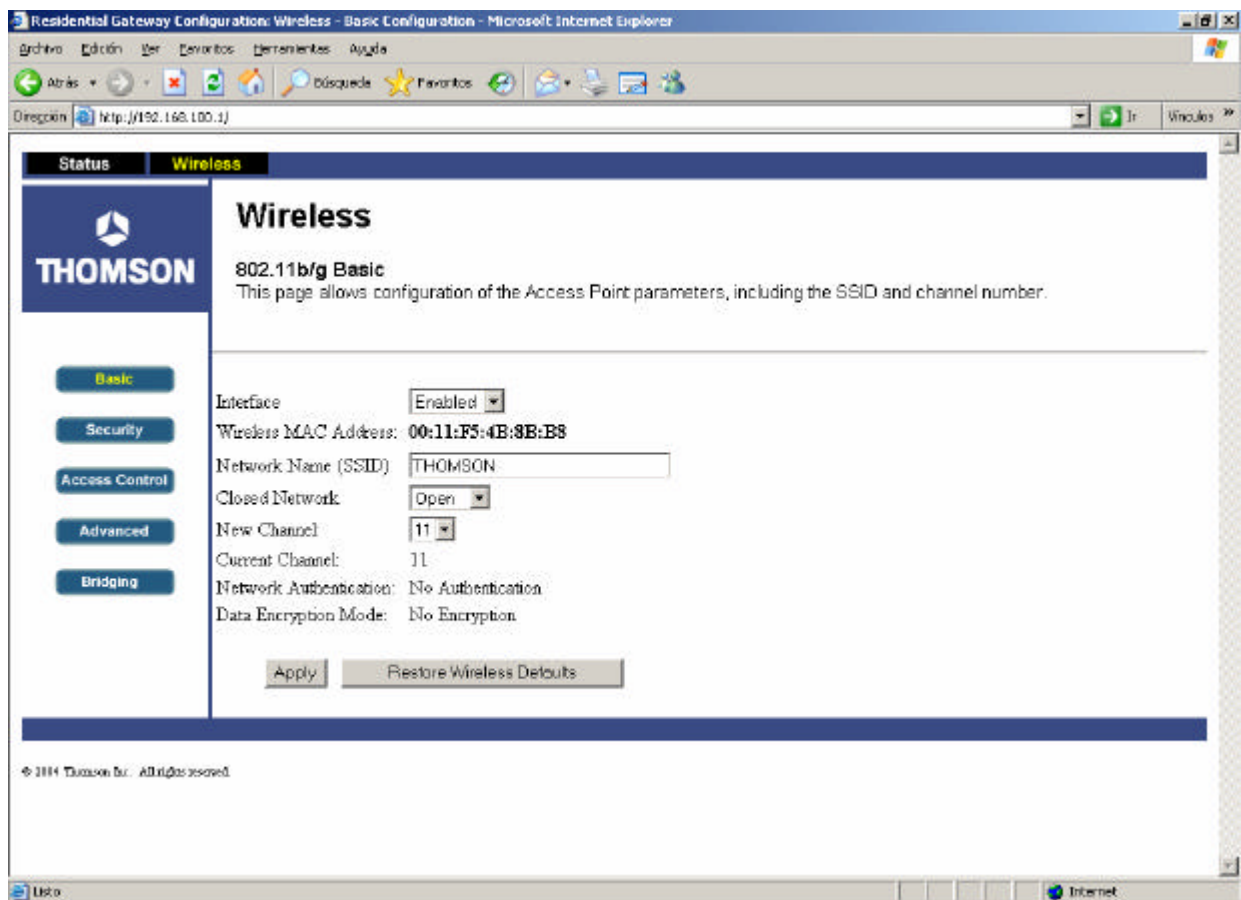 Residential Gateway Configuration: Wireless - Basic Configuration - Microsoft Internet Explorer
Archivo Edición Ver Favoritos Herramientas Ayuda
Atrás Búsqueda Favoritos
Dirección http://192.168.100.1/ Ir Vínculos »
Status Wireless
THOMSON
Wireless
802.11b/g Basic
This page allows configuration of the Access Point parameters, including the SSID and channel number.
Basic
Security
Access Control
Advanced
Bridging
Interface Enabled
Wireless MAC Address: 00:11:F5:4B:8E:B8
Network Name (SSID) THOMSON
Closed Network Open
New Channel 11
Current Channel: 11
Network Authentication: No Authentication
Data Encryption Mode: No Encryption
Apply Restore Wireless Defaults
© Thomson Inc. All rights reserved.
Listo Internet